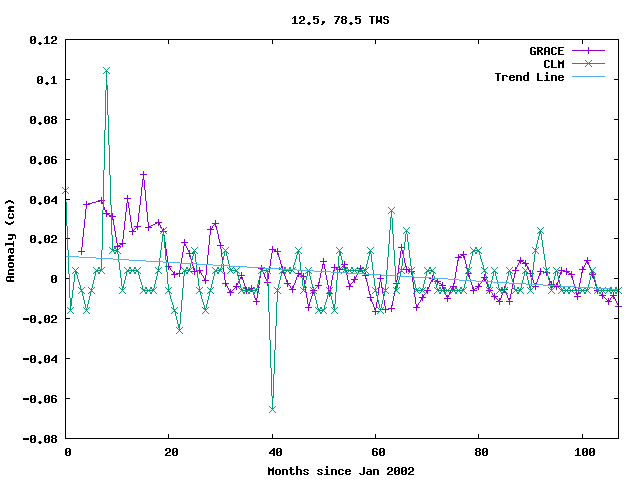 12.5, 78.5 TWS
GRACE
CLM
Trend Line
0.12
0.1
0.08
0.06
0.04
0.02
0
-0.02
-0.04
-0.06
-0.08
Anomaly (cm)
0 20 40 60 80 100
Months since Jan 2002